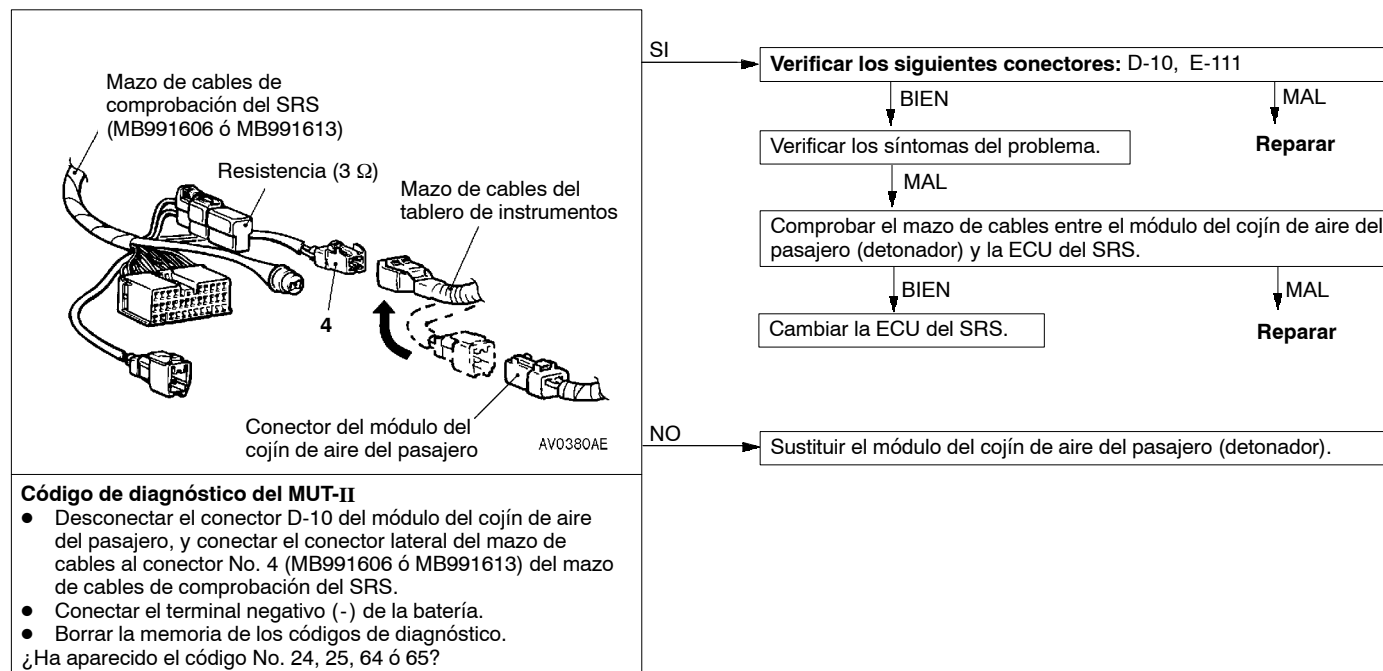 Mazo de cables de
comprobación del SRS
(MB991606 ó MB991613)
Resistencia (3 Ω)
Mazo de cables del
tablero de instrumentos
4
Conector del módulo del
cojín de aire del pasajero
AV0380AE
Código de diagnóstico del MUT-II
● Desconectar el conector D-10 del módulo del cojín de aire
del pasajero, y conectar el conector lateral del mazo de
cables al conector No. 4 (MB991606 ó MB991613) del mazo
de cables de comprobación del SRS.
● Conectar el terminal negativo (-) de la batería.
● Borrar la memoria de los códigos de diagnóstico.
¿Ha aparecido el código No. 24, 25, 64 ó 65?
SI
Verificar los siguientes conectores: D-10, E-111
BIEN
MAL
Verificar los síntomas del problema.
Reparar
MAL
Comprobar el mazo de cables entre el módulo del cojín de aire del
pasajero (detonador) y la ECU del SRS.
BIEN
MAL
Cambiar la ECU del SRS.
Reparar
NO
Sustituir el módulo del cojín de aire del pasajero (detonador).